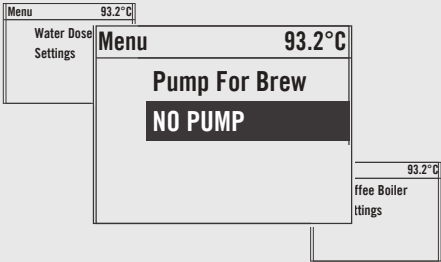 Menu 93.2°C
Water Dose
Settings
Menu 93.2°C
Pump For Brew
NO PUMP
93.2°C
ffee Boiler
ttings